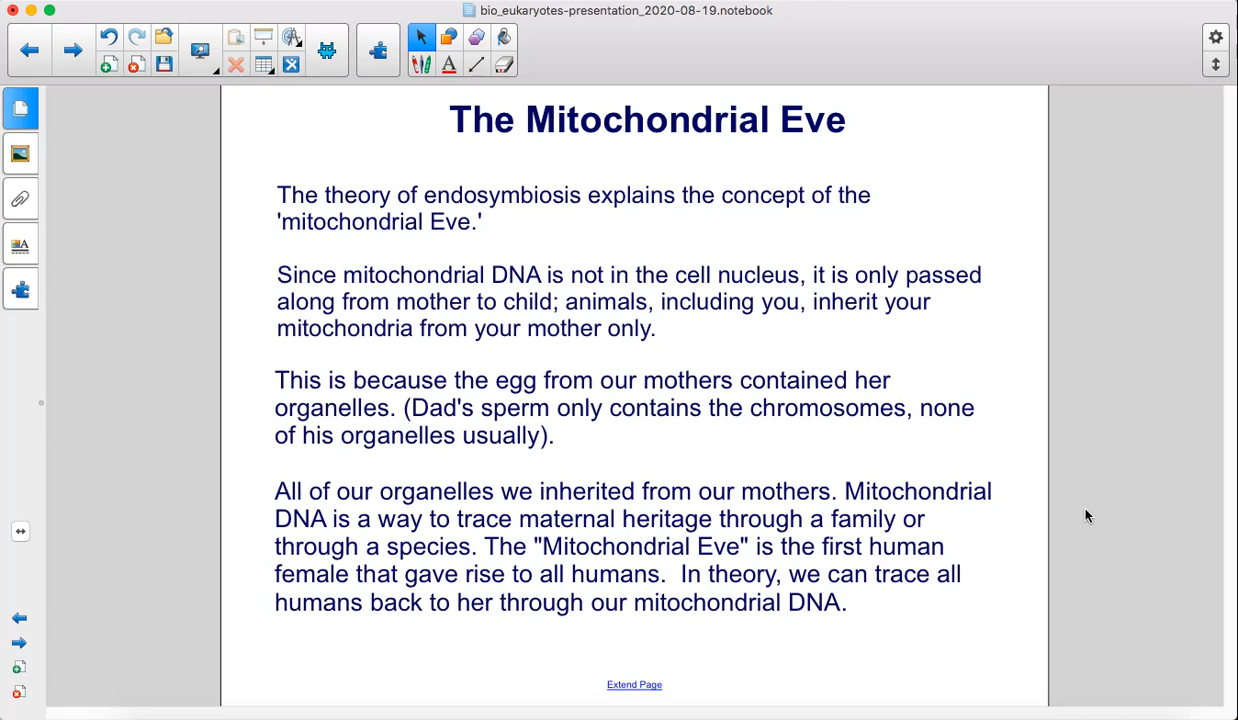 bio_eukaryotes-presentation_2020-08-19.notebook
The Mitochondrial Eve
The theory of endosymbiosis explains the concept of the
'mitochondrial Eve.'
Since mitochondrial DNA is not in the cell nucleus, it is only passed
along from mother to child; animals, including you, inherit your
mitochondria from your mother only.
This is because the egg from our mothers contained her
organelles. (Dad's sperm only contains the chromosomes, none
of his organelles usually).
All of our organelles we inherited from our mothers. Mitochondrial
DNA is a way to trace maternal heritage through a family or
through a species. The "Mitochondrial Eve" is the first human
female that gave rise to all humans.  In theory, we can trace all
humans back to her through our mitochondrial DNA.
Extend Page